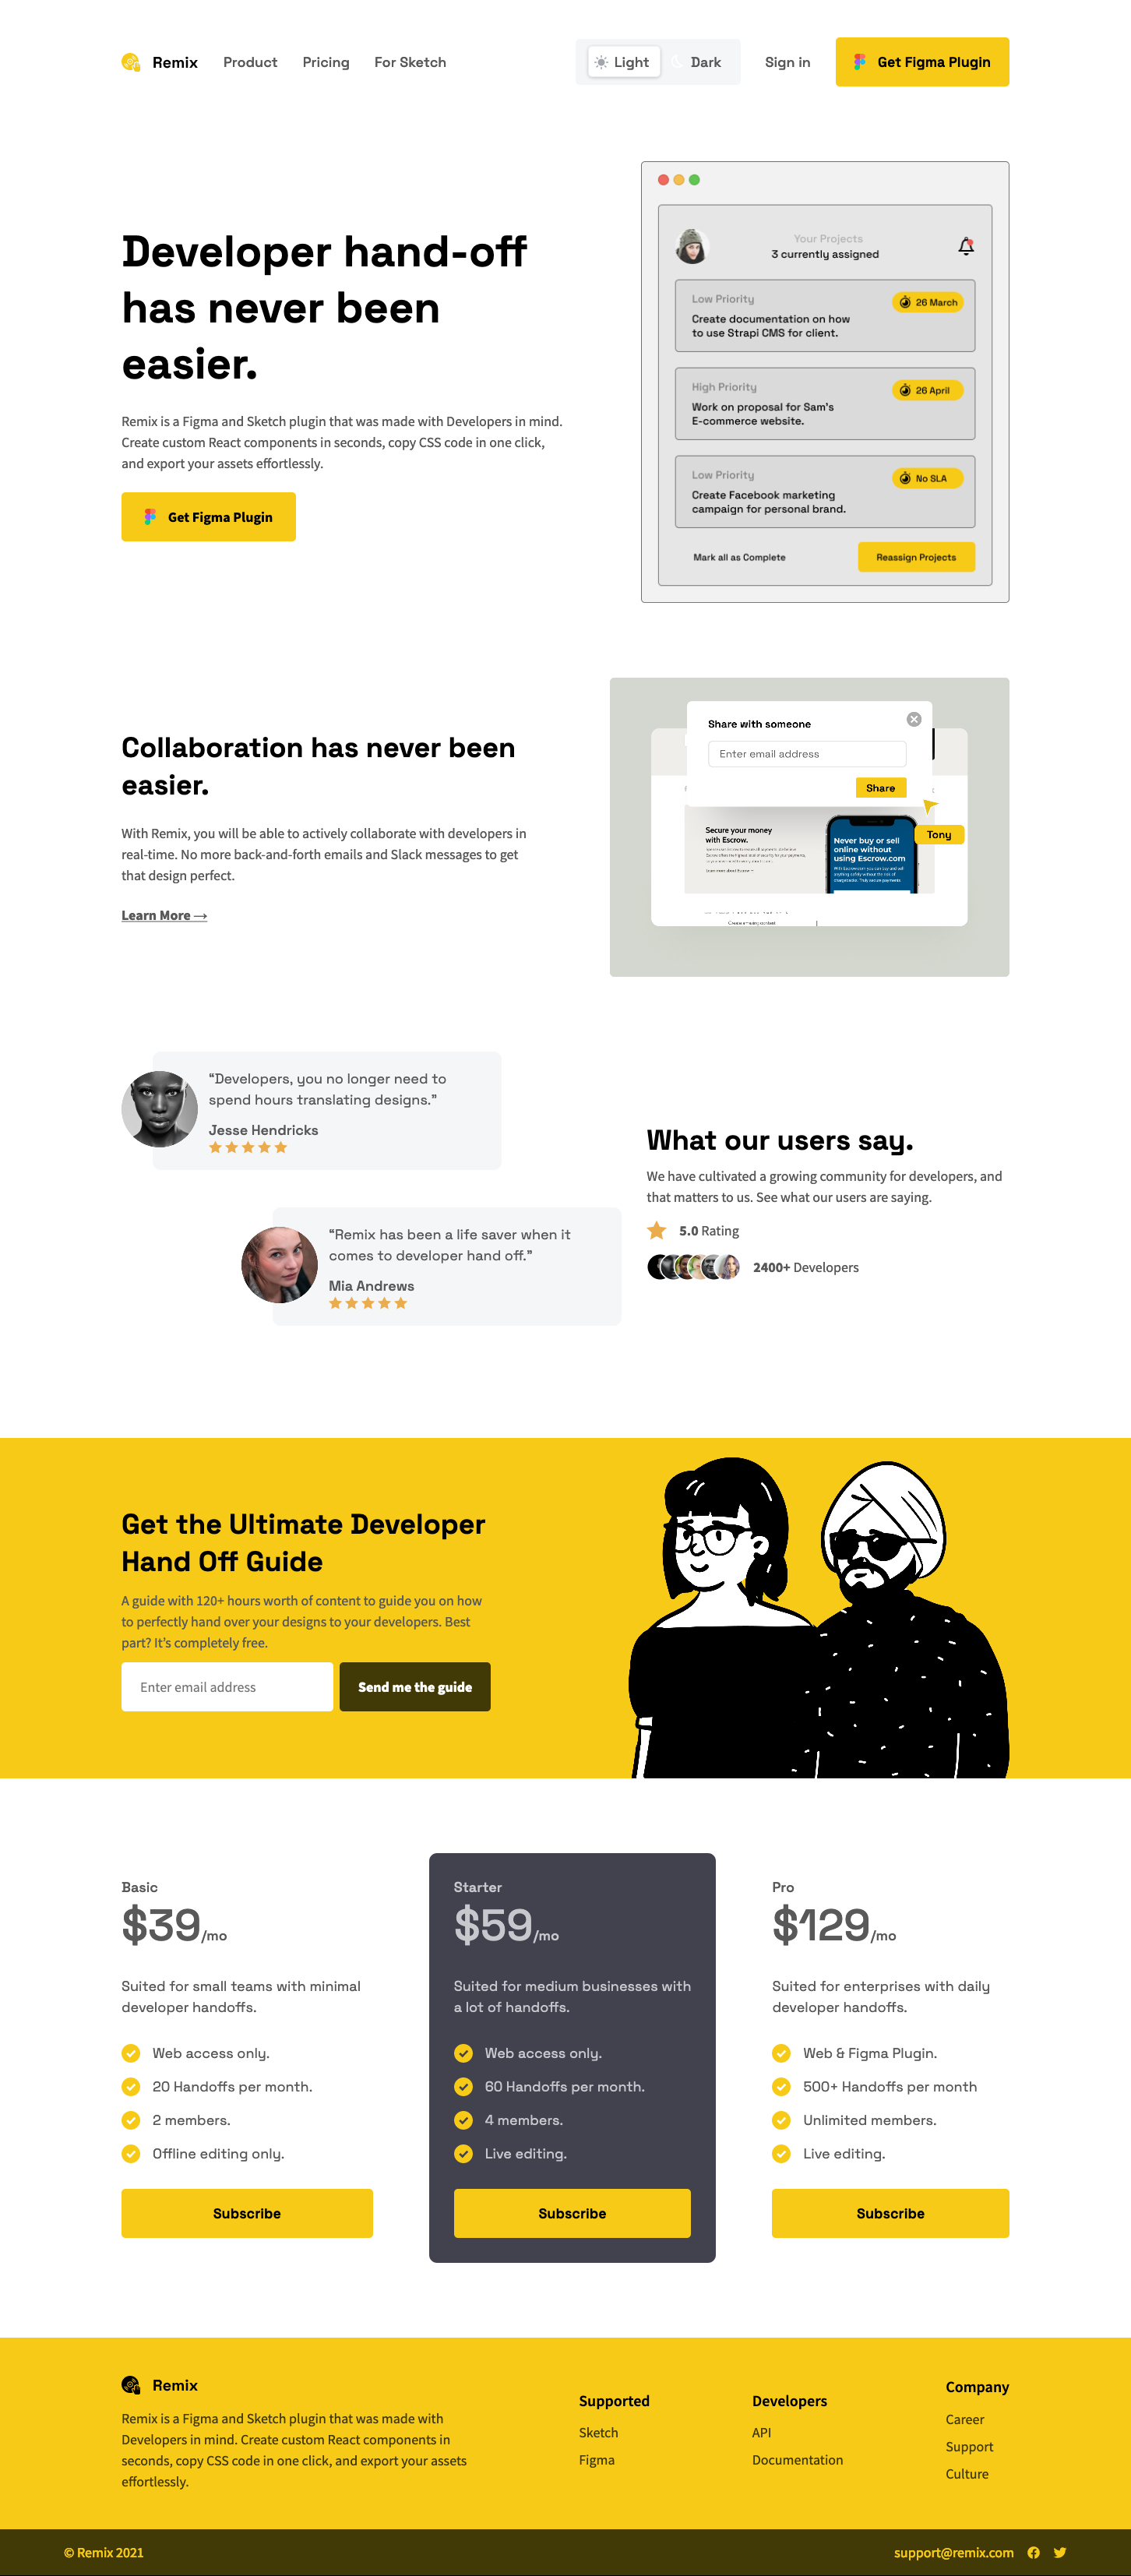 Remix
Product
Pricing
For Sketch
Light
Dark
Sign in
Get Figma Plugin
Developer hand-off
has never been
easier.
Remix is a Figma and Sketch plugin that was made with Developers in mind.
Create custom React components in seconds, copy CSS code in one click,
and export your assets effortlessly.
Get Figma Plugin
Your Projects
3 currently assigned
Low Priority
26 March
Create documentation on how
to use Strapi CMS for client.
High Priority
26 April
Work on proposal for Sam's
E-commerce website.
Low Priority
No SLA
Create Facebook marketing
campaign for personal brand.
Mark all as Complete
Reassign Projects
Collaboration has never been
easier.
With Remix, you will be able to actively collaborate with developers in
real-time. No more back-and-forth emails and Slack messages to get
that design perfect.
Learn More →
Share with someone
Enter email address
Share
Tony
Secure your money
with Escrow.
Never buy or sell
online without
using Escrow.com
“Developers, you no longer need to
spend hours translating designs.”
Jesse Hendricks
“Remix has been a life saver when it
comes to developer hand off.”
Mia Andrews
What our users say.
We have cultivated a growing community for developers, and
that matters to us. See what our users are saying.
5.0 Rating
2400+ Developers
Get the Ultimate Developer
Hand Off Guide
A guide with 120+ hours worth of content to guide you on how
to perfectly hand over your designs to your developers. Best
part? It’s completely free.
Enter email address
Send me the guide
Basic
$39/mo
Suited for small teams with minimal
developer handoffs.
Web access only.
20 Handoffs per month.
2 members.
Offline editing only.
Subscribe
Starter
$59/mo
Suited for medium businesses with
a lot of handoffs.
Web access only.
60 Handoffs per month.
4 members.
Live editing.
Subscribe
Pro
$129/mo
Suited for enterprises with daily
developer handoffs.
Web & Figma Plugin.
500+ Handoffs per month
Unlimited members.
Live editing.
Subscribe
Remix
Remix is a Figma and Sketch plugin that was made with
Developers in mind. Create custom React components in
seconds, copy CSS code in one click, and export your assets
effortlessly.
Supported
Sketch
Figma
Developers
API
Documentation
Company
Career
Support
Culture
© Remix 2021
support@remix.com